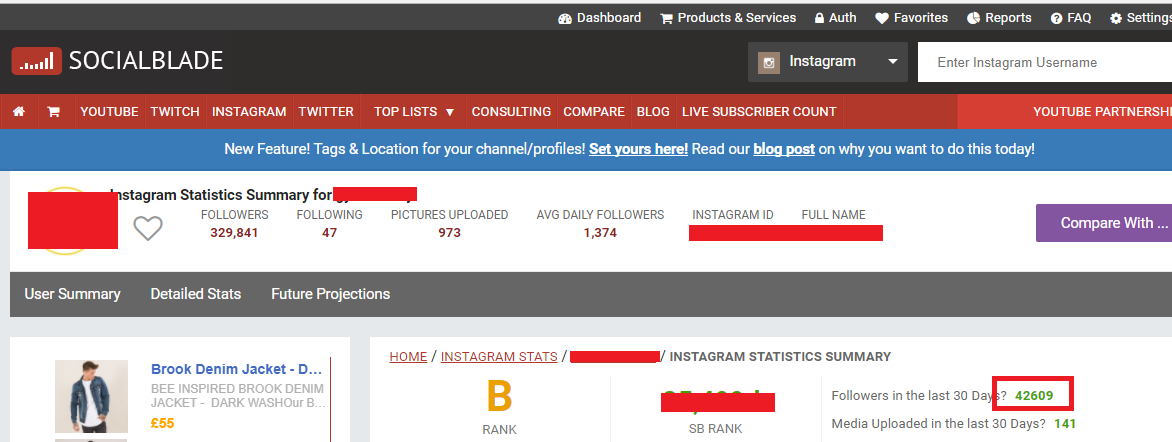 Dashboard Products & Services Auth Favorites Reports FAQ Settings
SOCIALBLADE
Instagram
Enter Instagram Username
YOUTUBE TWITCH INSTAGRAM TWITTER TOP LISTS ▼ CONSULTING COMPARE BLOG LIVE SUBSCRIBER COUNT YOUTUBE PARTNERSHI
New Feature! Tags & Location for your channel/profiles! Set yours here! Read our blog post on why you want to do this today!
Instagram Statistics Summary for
FOLLOWERS FOLLOWING PICTURES UPLOADED AVG DAILY FOLLOWERS INSTAGRAM ID FULL NAME
329,841 47 973 1,374
Compare With ...
User Summary Detailed Stats Future Projections
Brook Denim Jacket - D...
BEE INSPIRED BROOK DENIM
JACKET - DARK WASHOur B...
£55
HOME / INSTAGRAM STATS / / INSTAGRAM STATISTICS SUMMARY
B
RANK
SB RANK
Followers in the last 30 Days? 42609
Media Uploaded in the last 30 Days? 141